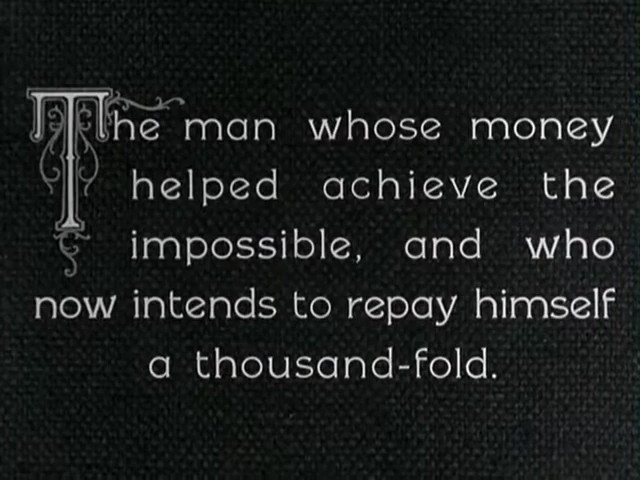 The man whose money
helped achieve the
impossible, and who
now intends to repay himself
a thousand-fold.